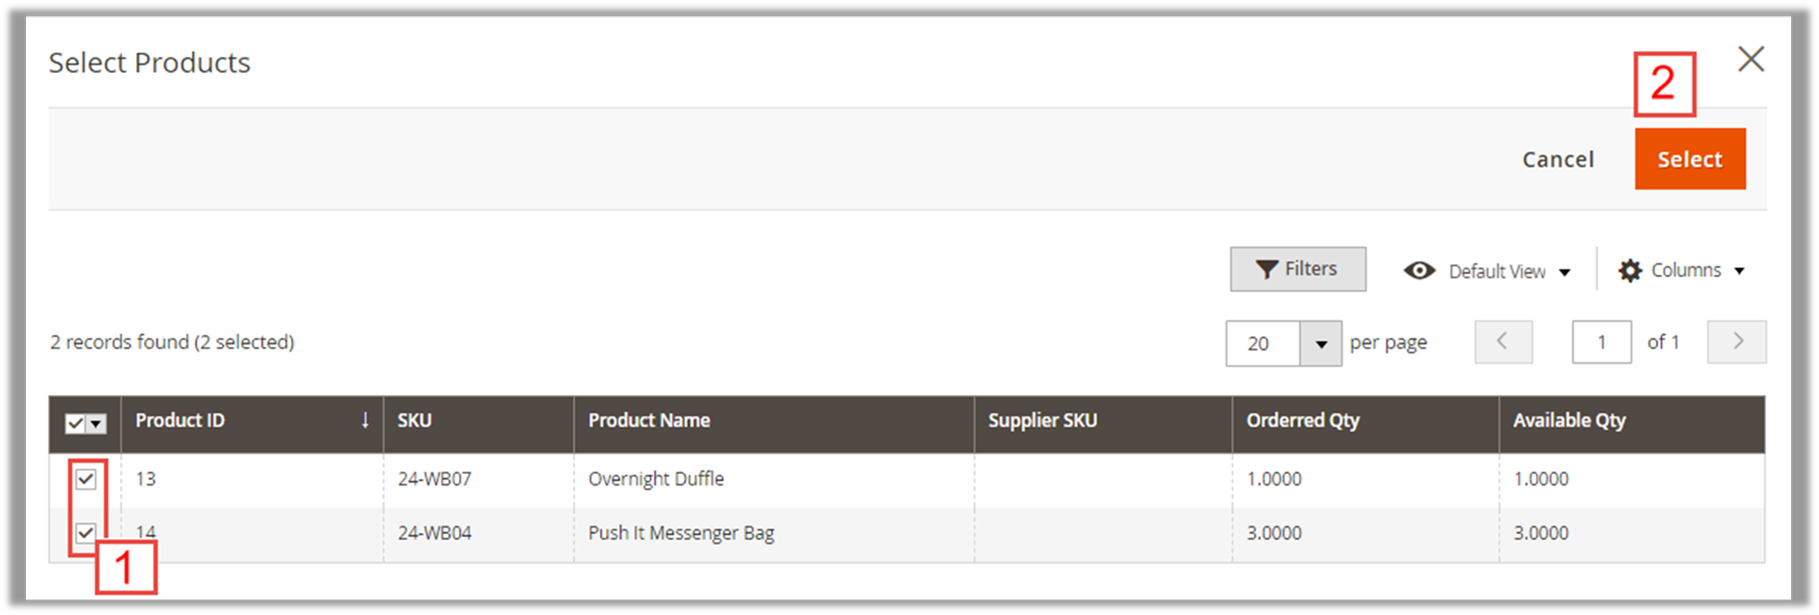 Select Products
2
Cancel Select
Filters Default View Columns
2 records found (2 selected) 20 per page 1 of 1
Product ID SKU Product Name Supplier SKU Orderred Qty Available Qty
13 24-WB07 Overnight Duffle 1.0000 1.0000
14 24-WB04 Push It Messenger Bag 3.0000 3.0000
1